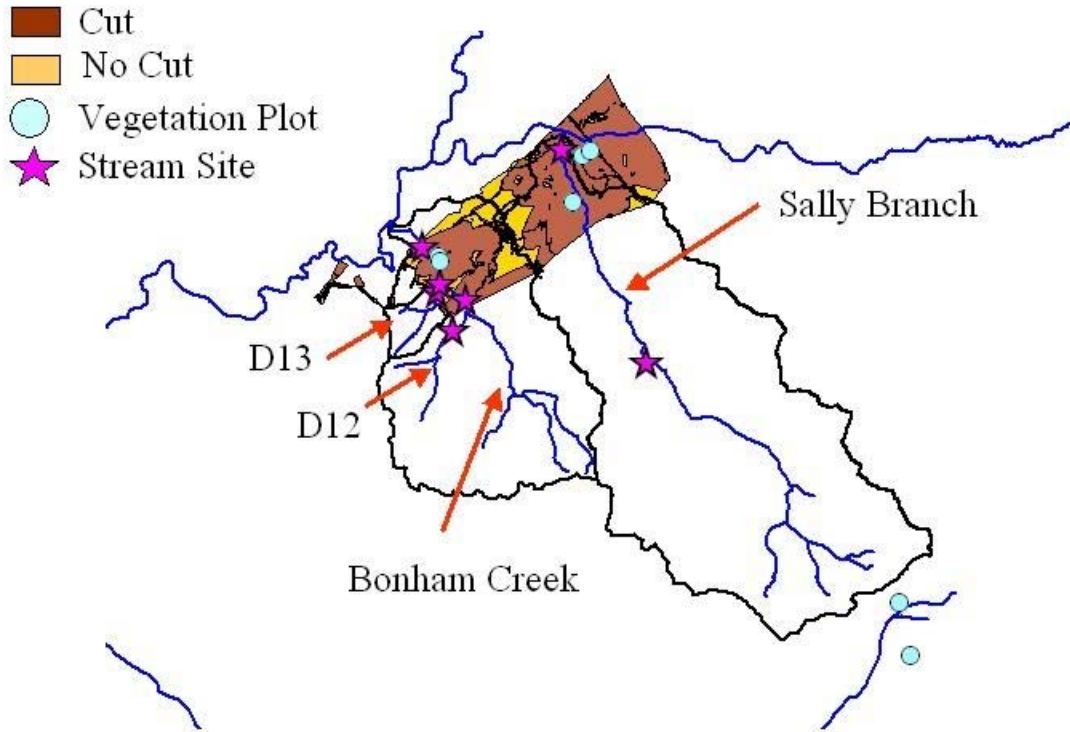 Cut
No Cut
Vegetation Plot
Stream Site
Sally Branch
D13
D12
Bonham Creek